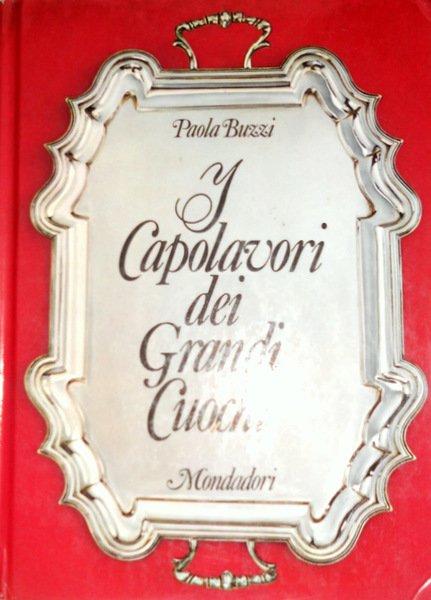 Paola Buzzi
I
Capolavori
dei
Grandi
Cuochi
Mondadori